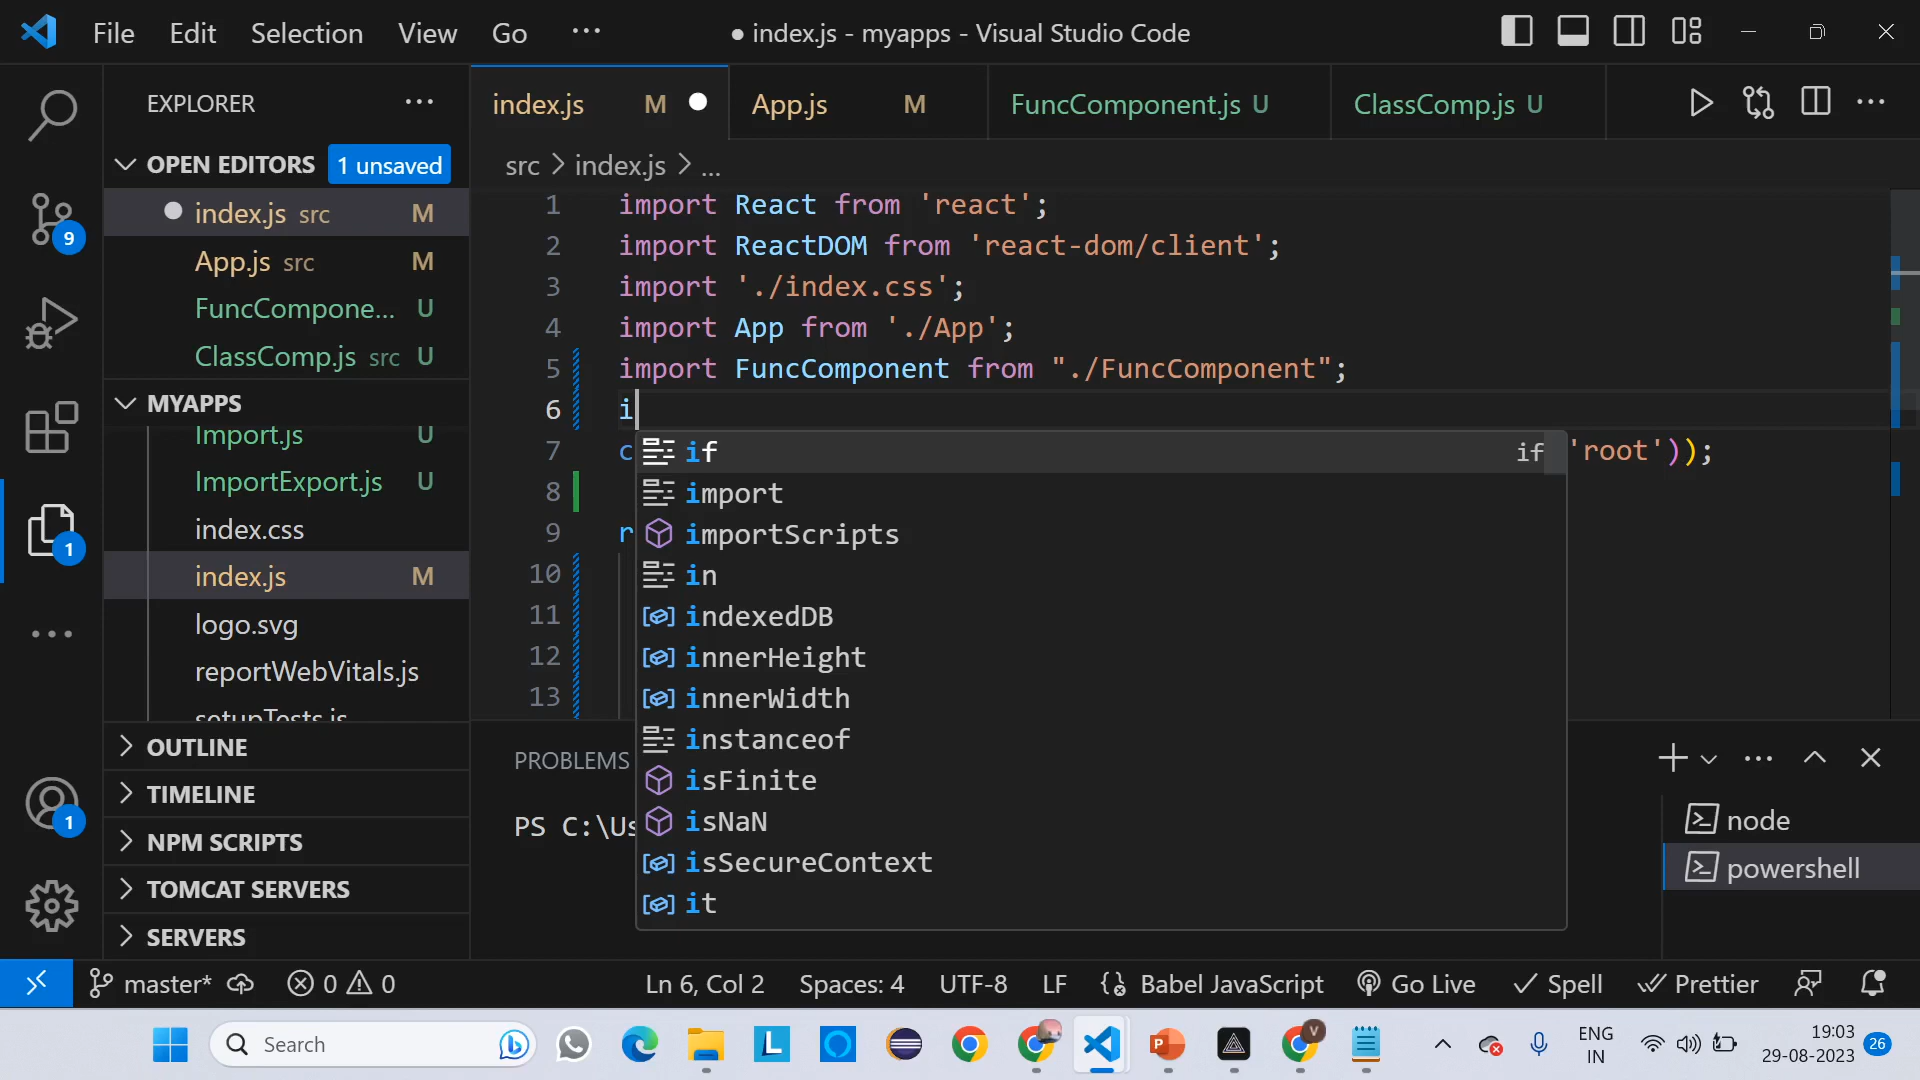 File Edit Selection View Go ···
● index.js - myapps - Visual Studio Code
EXPLORER
OPEN EDITORS 1 unsaved
index.js src M
App.js src M
FuncCompone... U
ClassComp.js src U
MYAPPS
Import.js U
ImportExport.js U
index.css
index.js M
logo.svg
reportWebVitals.js
setupTests.js
OUTLINE
TIMELINE
NPM SCRIPTS
TOMCAT SERVERS
SERVERS
9
1
1
index.js M
App.js M
FuncComponent.js U
ClassComp.js U
src > index.js > ...
1 import React from 'react';
2 import ReactDOM from 'react-dom/client';
3 import './index.css';
4 import App from './App';
5 import FuncComponent from "./FuncComponent";
6 i
7 c 'root'));
8
9 r
10
11
12
13
if if
import
importScripts
in
indexedDB
innerHeight
innerWidth
instanceof
isFinite
isNaN
isSecureContext
it
PROBLEMS
PS C:\Us
node
powershell
master* 0 0 Ln 6, Col 2 Spaces: 4 UTF-8 LF Babel JavaScript Go Live Spell Prettier
Search
L
P
V
ENG
IN
19:03
29-08-2023
26